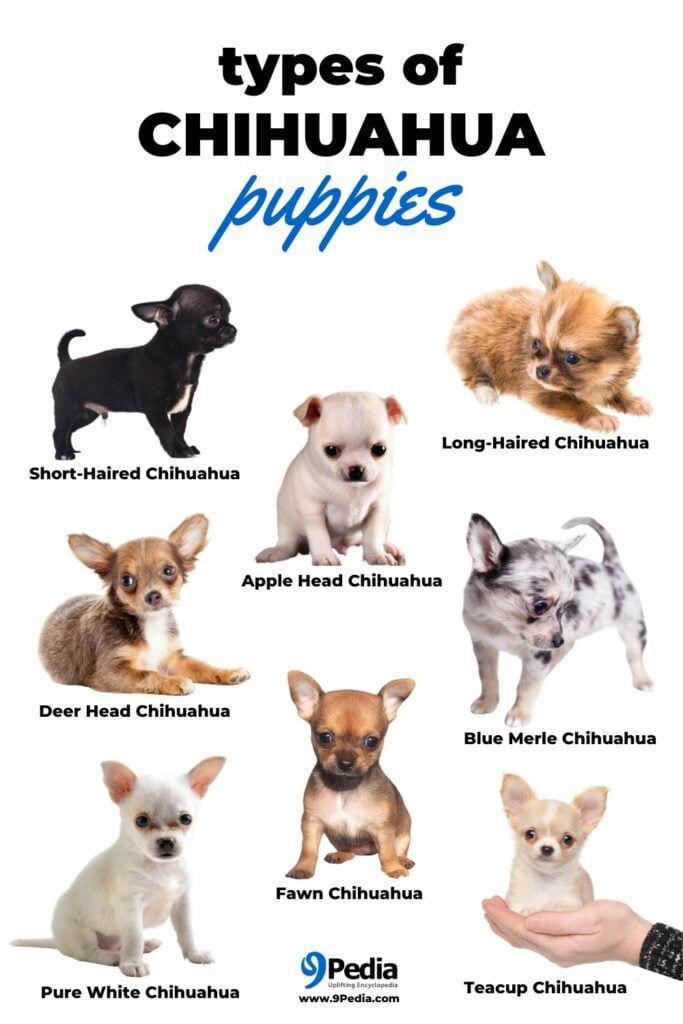 types of
CHIHUAHUA
puppies
Short-Haired Chihuahua
Long-Haired Chihuahua
Apple Head Chihuahua
Deer Head Chihuahua
Blue Merle Chihuahua
Fawn Chihuahua
Pure White Chihuahua
Teacup Chihuahua
9Pedia
Uplifting Encyclopedia
www.9Pedia.com